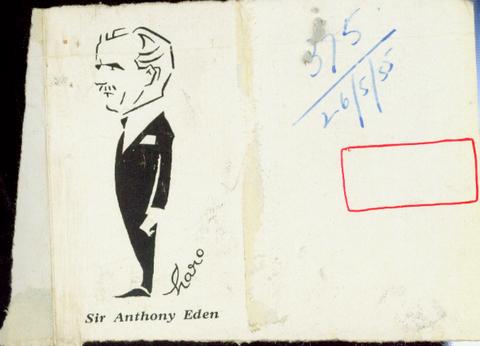 375
26/5/55
haro
Sir Anthony Eden